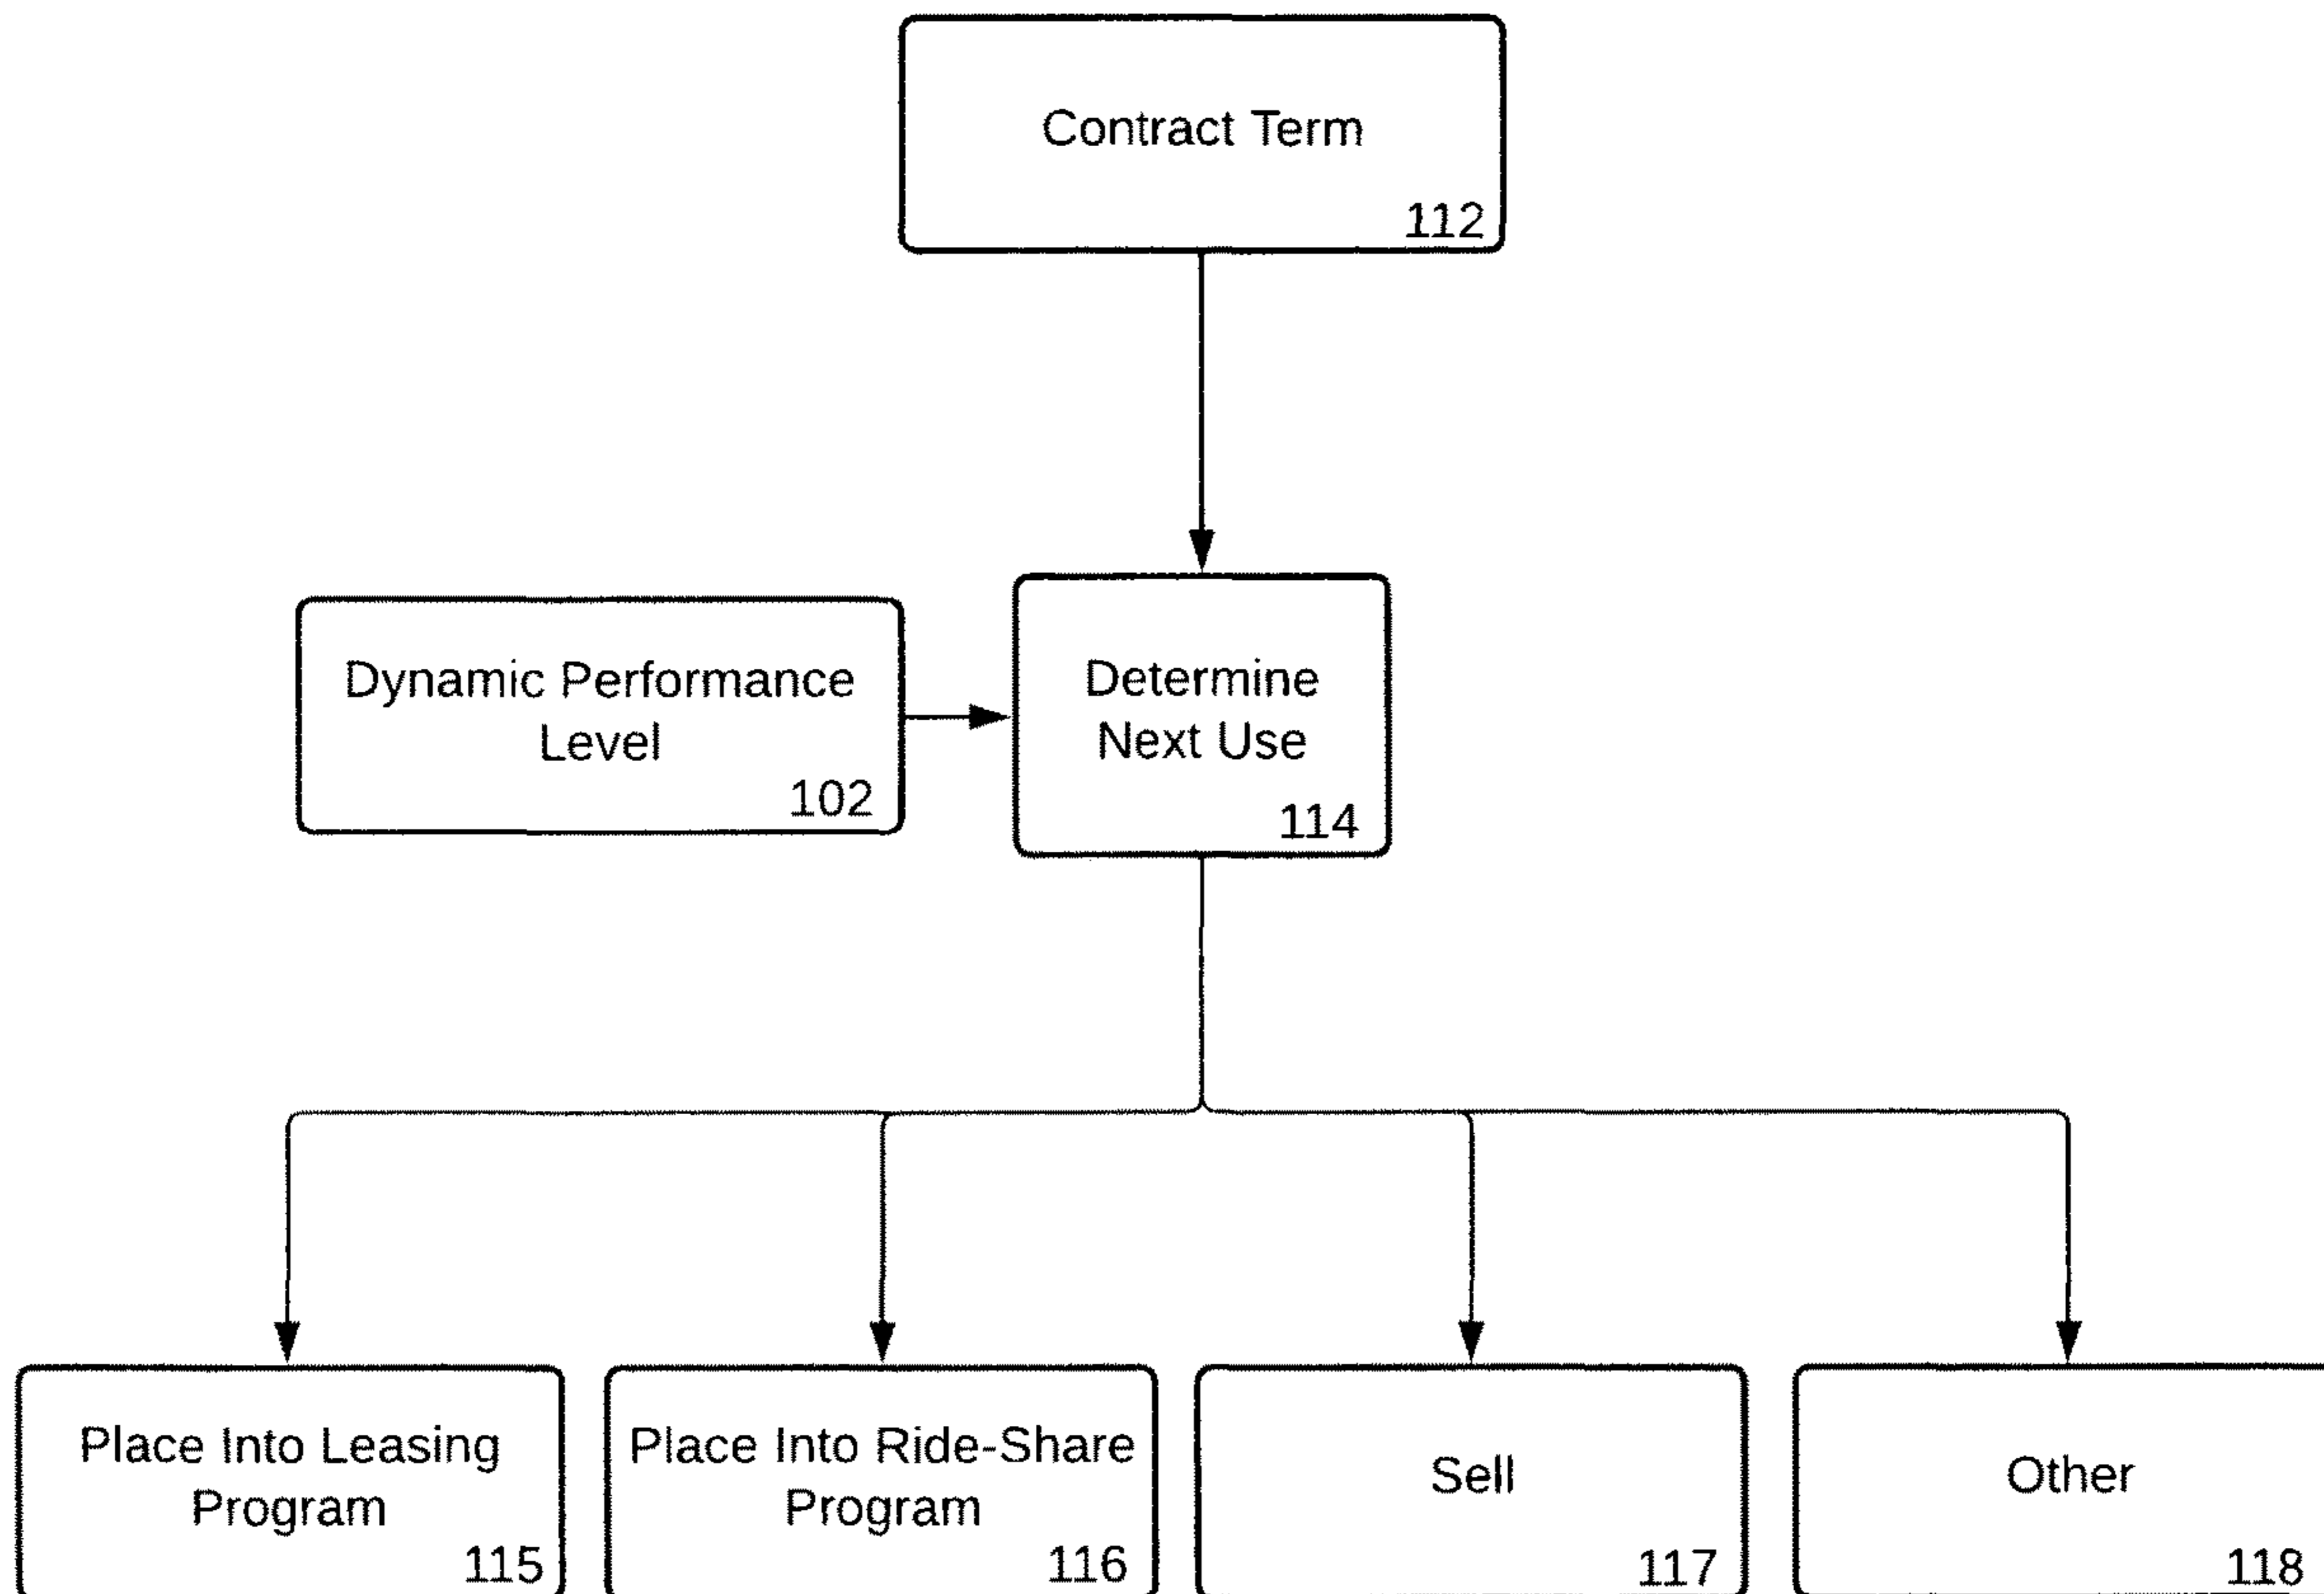 Contract Term
112
Dynamic Performance
Level
102
Determine
Next Use
114
Place Into Leasing
Program
115
Place Into Ride-Share
Program
116
Sell
117
Other
118